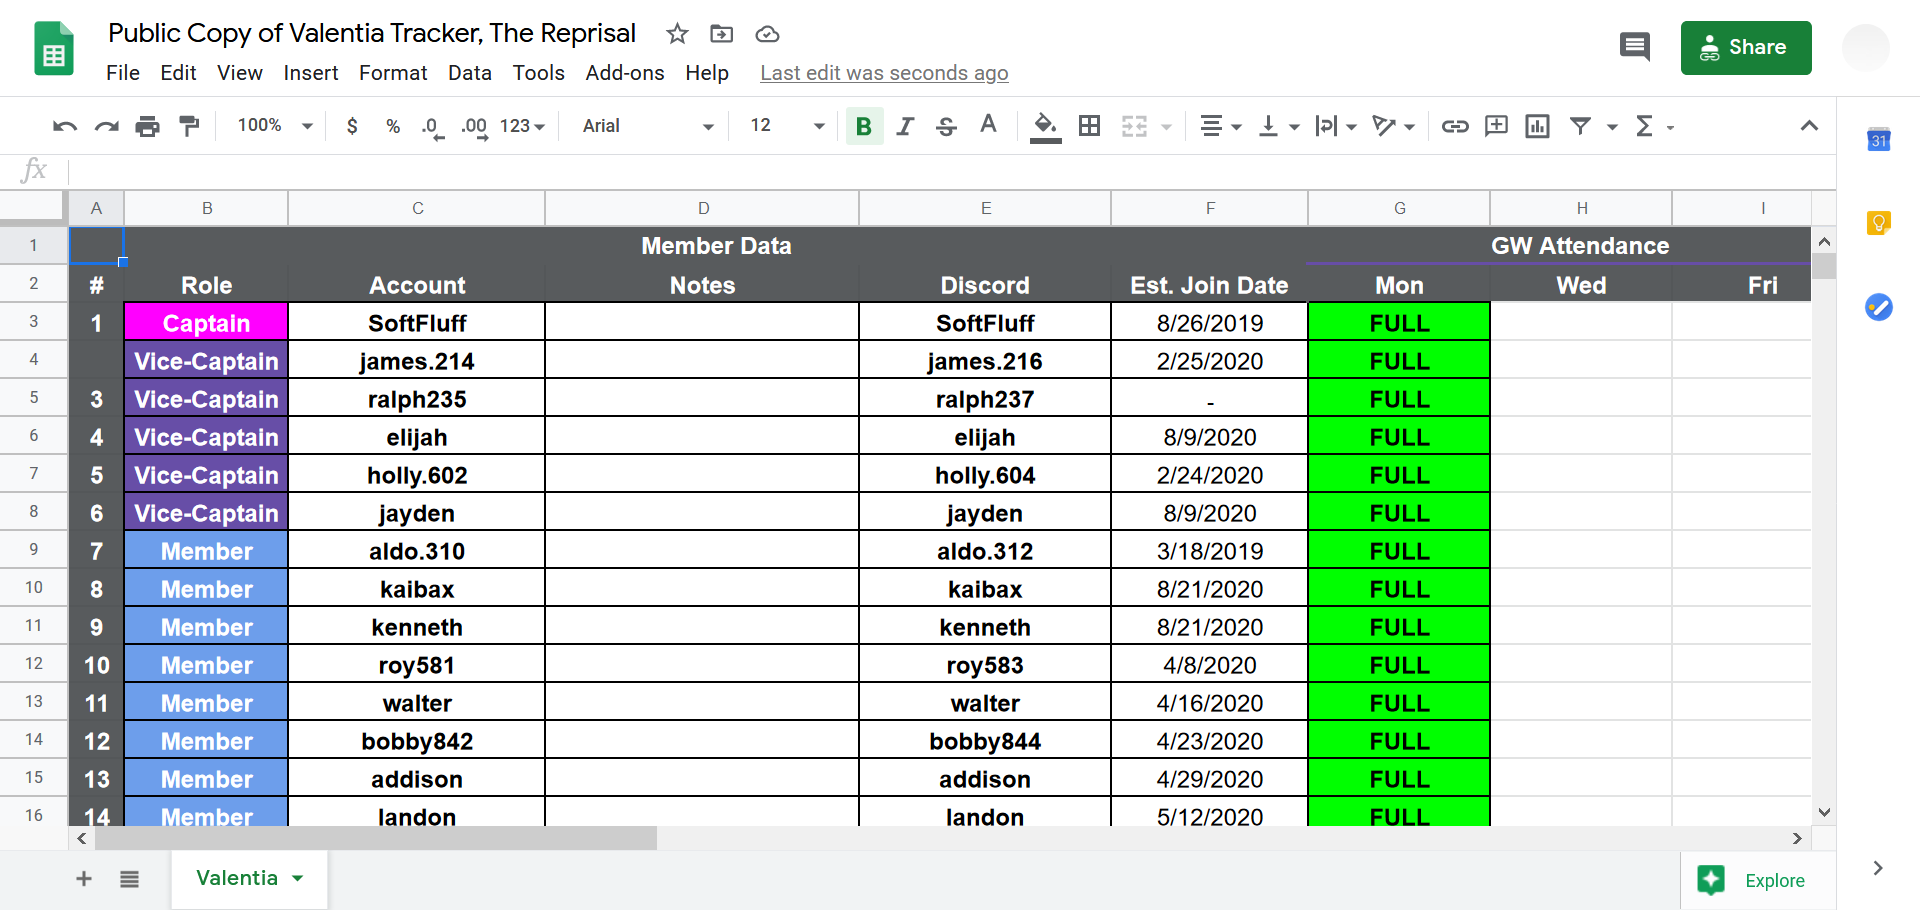 Public Copy of Valentia Tracker, The Reprisal
File Edit View Insert Format Data Tools Add-ons Help Last edit was seconds ago
Share
100% $ % .0 .00 123 Arial 12 B I S A
31
fx
A B C D E F G H I
1 Member Data GW Attendance
2 # Role Account Notes Discord Est. Join Date Mon Wed Fri
3 1 Captain SoftFluff SoftFluff 8/26/2019 FULL
4 Vice-Captain james.214 james.216 2/25/2020 FULL
5 3 Vice-Captain ralph235 ralph237 - FULL
6 4 Vice-Captain elijah elijah 8/9/2020 FULL
7 5 Vice-Captain holly.602 holly.604 2/24/2020 FULL
8 6 Vice-Captain jayden jayden 8/9/2020 FULL
9 7 Member aldo.310 aldo.312 3/18/2019 FULL
10 8 Member kaibax kaibax 8/21/2020 FULL
11 9 Member kenneth kenneth 8/21/2020 FULL
12 10 Member roy581 roy583 4/8/2020 FULL
13 11 Member walter walter 4/16/2020 FULL
14 12 Member bobby842 bobby844 4/23/2020 FULL
15 13 Member addison addison 4/29/2020 FULL
16 14 Member landon landon 5/12/2020 FULL
Valentia
Explore